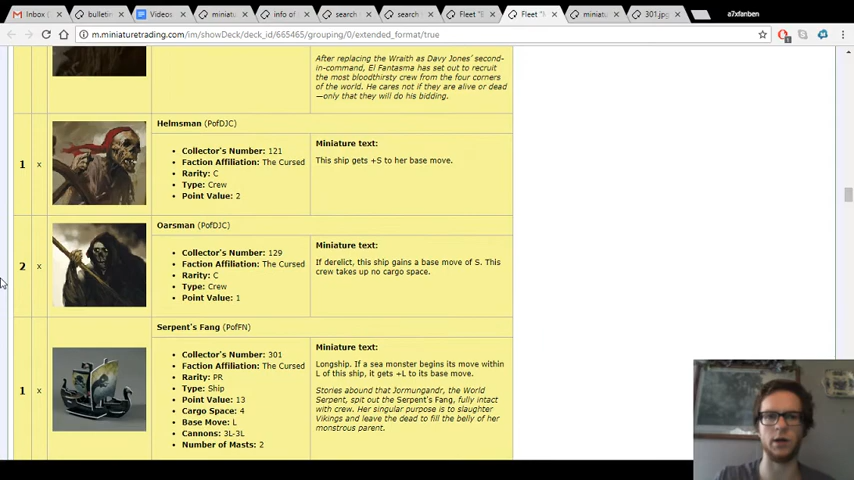 Inbox (
bulletin
Videos
miniatu
info of
search
search
Fleet "E
Fleet "I
miniatu
301.jpg
a7xfanben
m.miniaturetrading.com/im/showDeck/deck_id/665465/grouping/0/extended_format/true
After replacing the Wraith as Davy Jones' second-
in-command, El Fantasma has set out to recruit
the most bloodthirsty crew from the four corners
of the world. He cares not if they are alive or dead
—only that they will do his bidding.
1 x
Helmsman (PofDJC)
• Collector's Number: 121
• Faction Affiliation: The Cursed
• Rarity: C
• Type: Crew
• Point Value: 2
Miniature text:
This ship gets +S to her base move.
2 x
Oarsman (PofDJC)
• Collector's Number: 129
• Faction Affiliation: The Cursed
• Rarity: C
• Type: Crew
• Point Value: 1
Miniature text:
If derelict, this ship gains a base move of S. This
crew takes up no cargo space.
1 x
Serpent's Fang (PofFN)
• Collector's Number: 301
• Faction Affiliation: The Cursed
• Rarity: PR
• Type: Ship
• Point Value: 13
• Cargo Space: 4
• Base Move: L
• Cannons: 3L-3L
• Number of Masts: 2
Miniature text:
Longship. If a sea monster begins its move within
L of this ship, it gets +L to its base move.
Stories abound that Jormungandr, the World
Serpent, spit out the Serpent's Fang, fully intact
with crew. Her singular purpose is to slaughter
Vikings and leave the dead to fill the belly of her
monstrous parent.